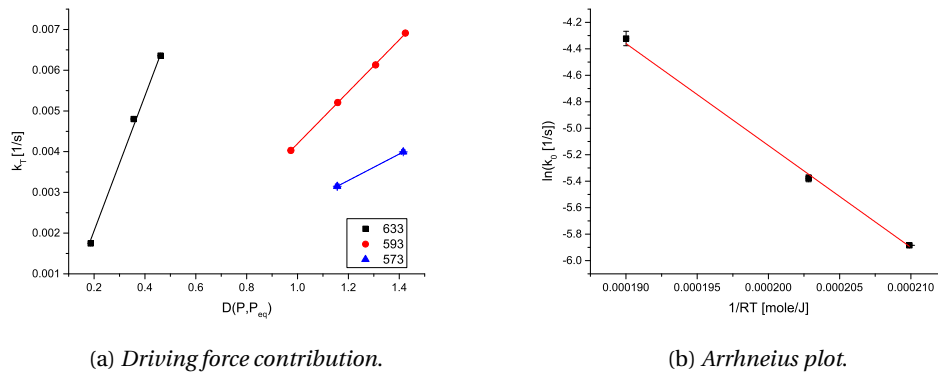 0.007
0.006
0.005
0.004
0.003
0.002
0.001
k_T [1/s]
0.2 0.4 0.6 0.8 1.0 1.2 1.4
D(P,P_eq)
633
593
573
(a) Driving force contribution.
-4.2
-4.4
-4.6
-4.8
-5.0
-5.2
-5.4
-5.6
-5.8
-6.0
ln(k_0 [1/s])
0.000190 0.000195 0.000200 0.000205 0.000210
1/RT [mole/J]
(b) Arrhneius plot.